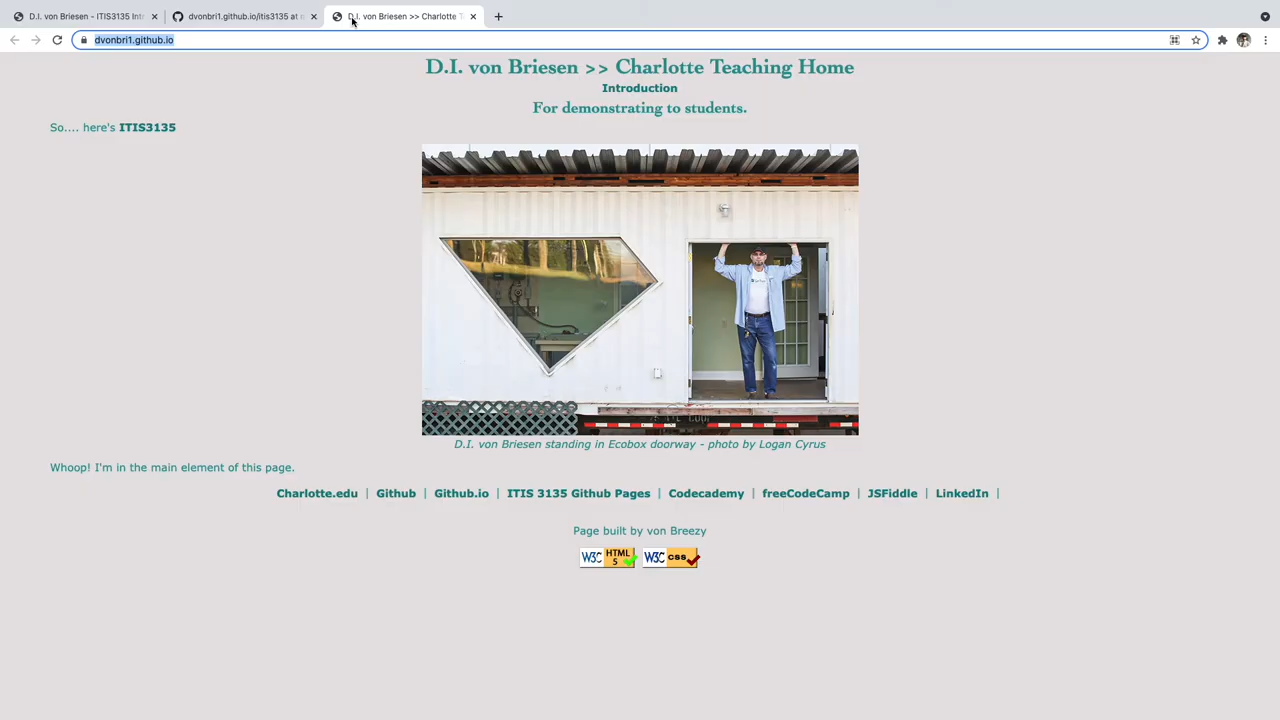 D.I. von Briesen - ITIS3135 Int
dvonbri1.github.io/itis3135 at m
D.I. von Briesen >> Charlotte T
dvonbri1.github.io
D.I. von Briesen >> Charlotte Teaching Home
Introduction
For demonstrating to students.
So.... here's ITIS3135
D.I. von Briesen standing in Ecobox doorway - photo by Logan Cyrus
Whoop! I'm in the main element of this page.
Charlotte.edu | Github | Github.io | ITIS 3135 Github Pages | Codecademy | freeCodeCamp | JSFiddle | LinkedIn |
Page built by von Breezy
W3C HTML 5 W3C css